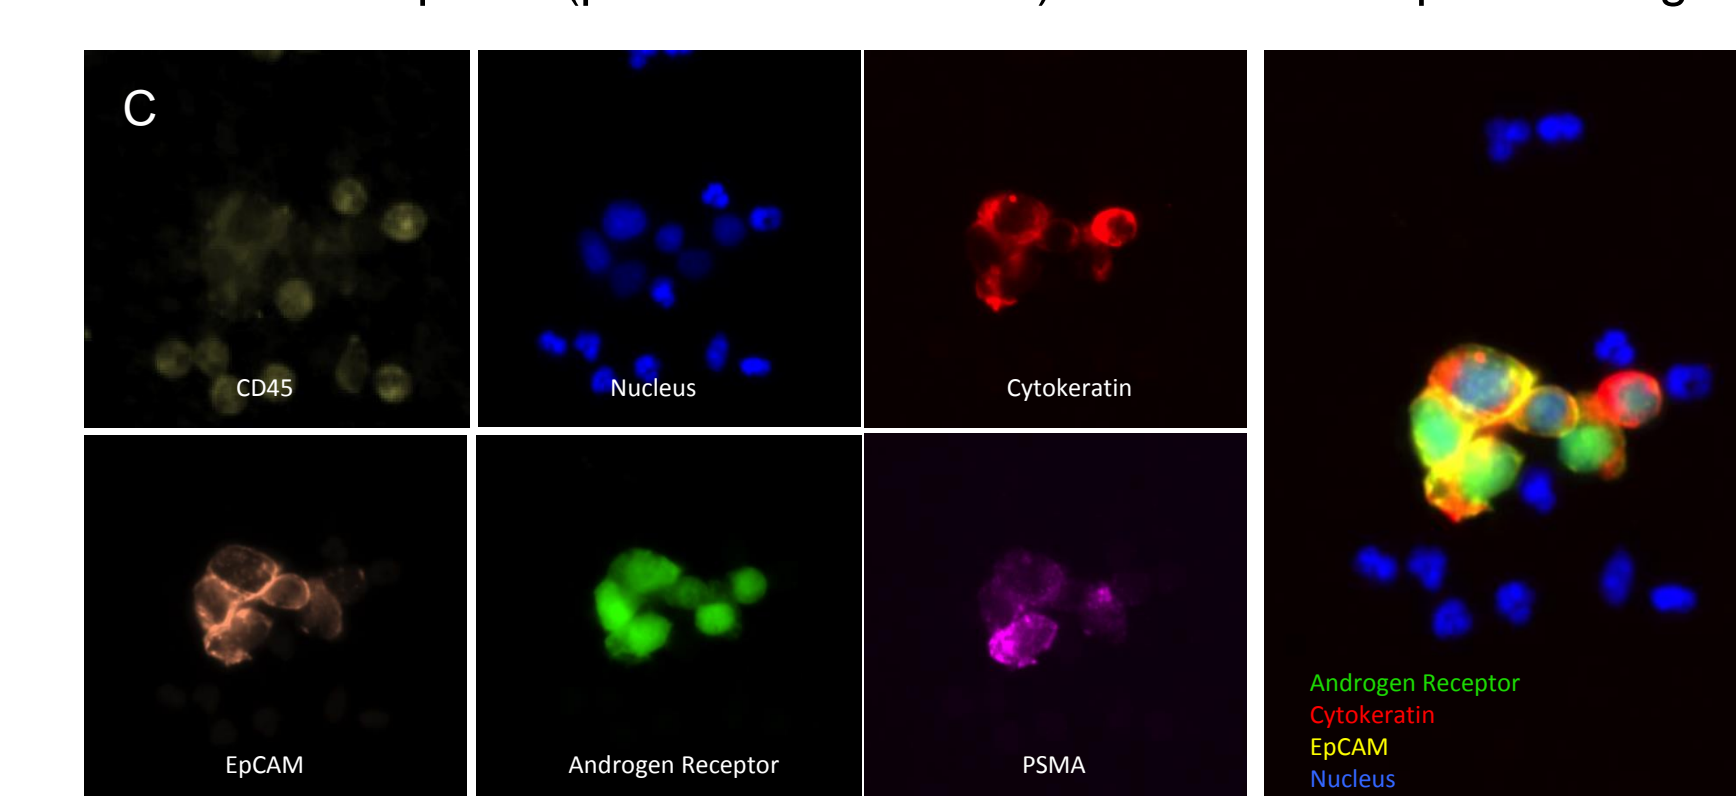 C
CD45
Nucleus
Cytokeratin
EpCAM
Androgen Receptor
PSMA
Androgen Receptor
Cytokeratin
EpCAM
Nucleus